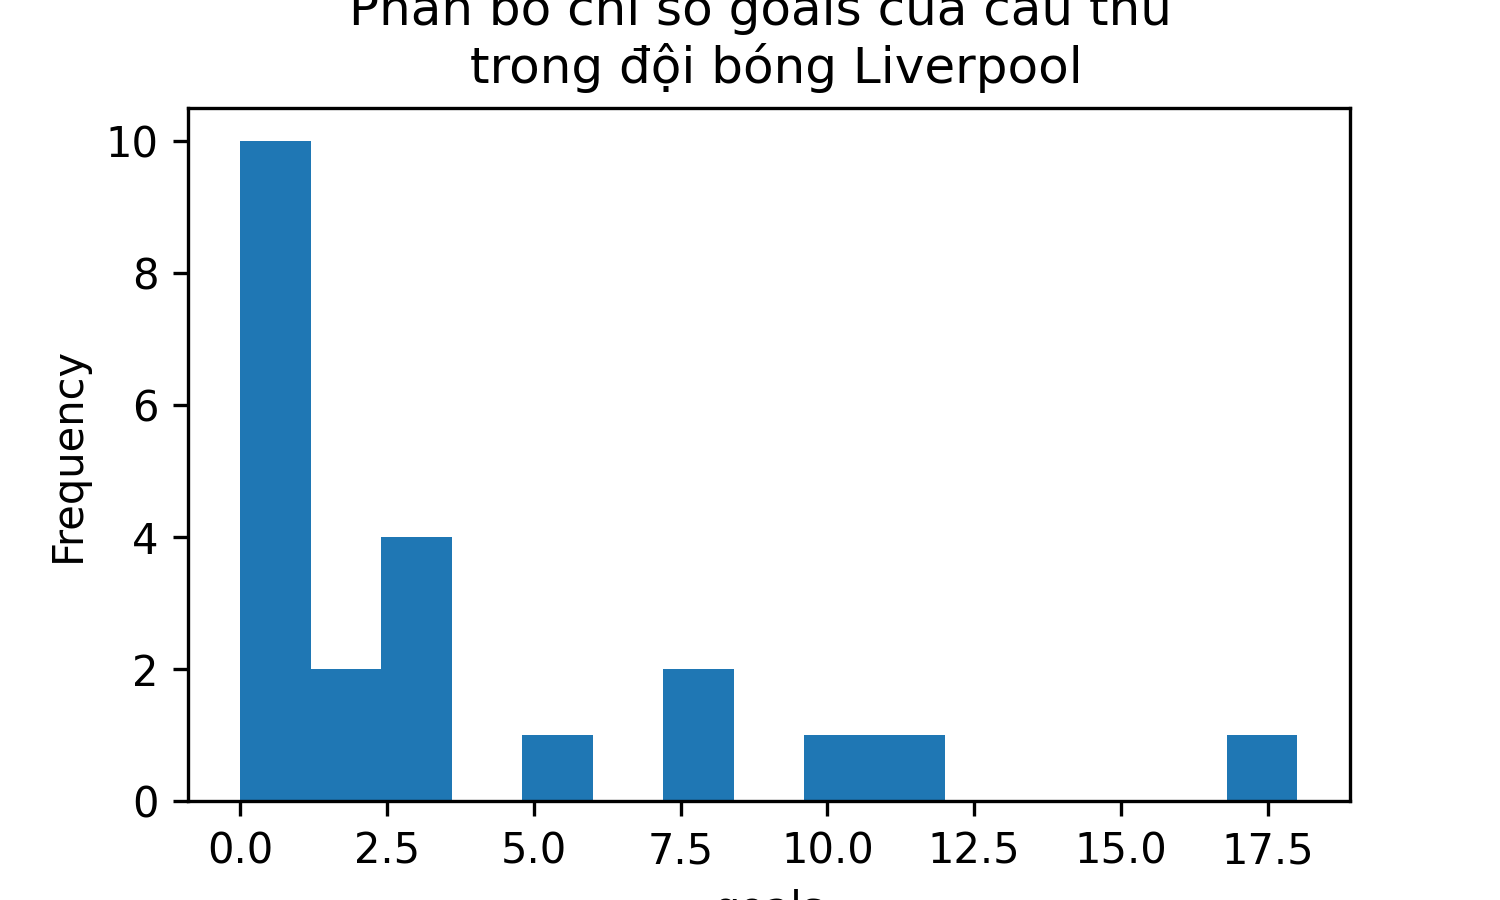 Phân bố chỉ số goals của cầu thủ
trong đội bóng Liverpool
10
8
6
4
2
0
Frequency
0.0 2.5 5.0 7.5 10.0 12.5 15.0 17.5
goals